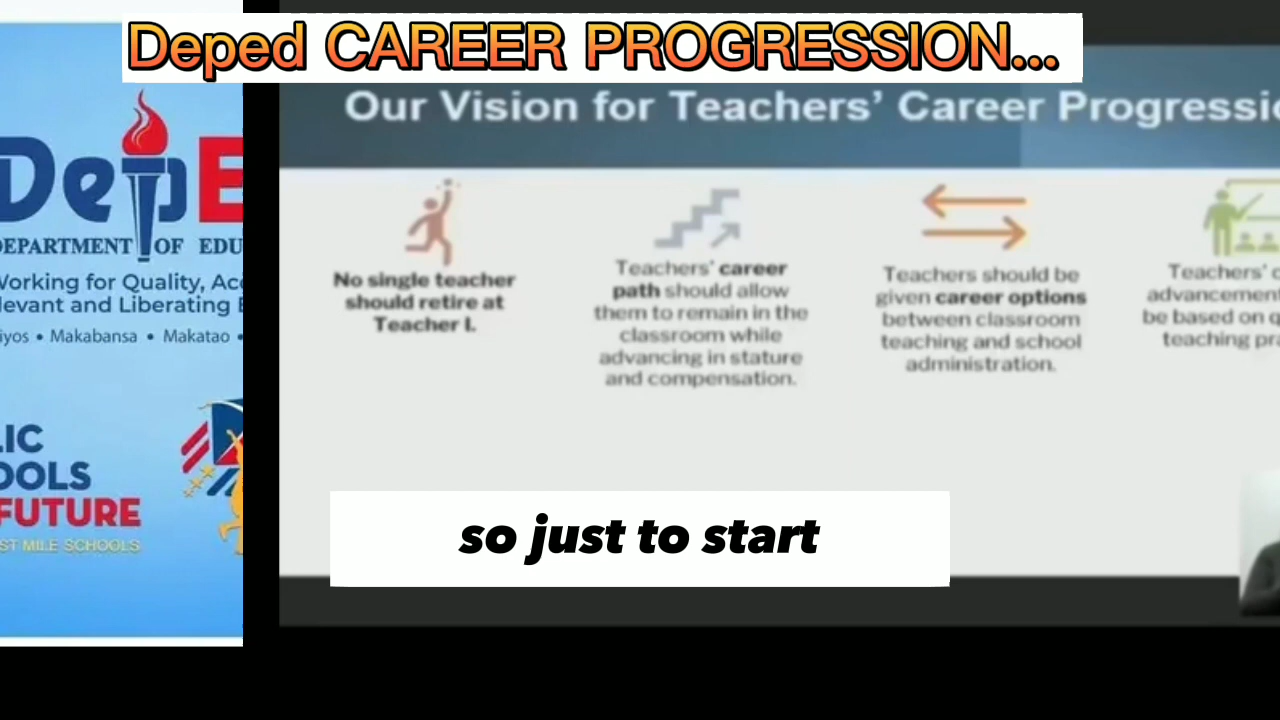 Deped CAREER PROGRESSION...
Our Vision for Teachers' Career Progressi
DepE
DEPARTMENT OF EDU
Working for Quality, Acc
levant and Liberating E
iyos • Makabansa • Makatao •
LIC
OOLS
FUTURE
ST MILE SCHOOLS
No single teacher
should retire at
Teacher I.
Teachers' career
path should allow
them to remain in the
classroom while
advancing in stature
and compensation.
Teachers should be
given career options
between classroom
teaching and school
administration.
Teachers' c
advancement
be based on q
teaching pra
so just to start